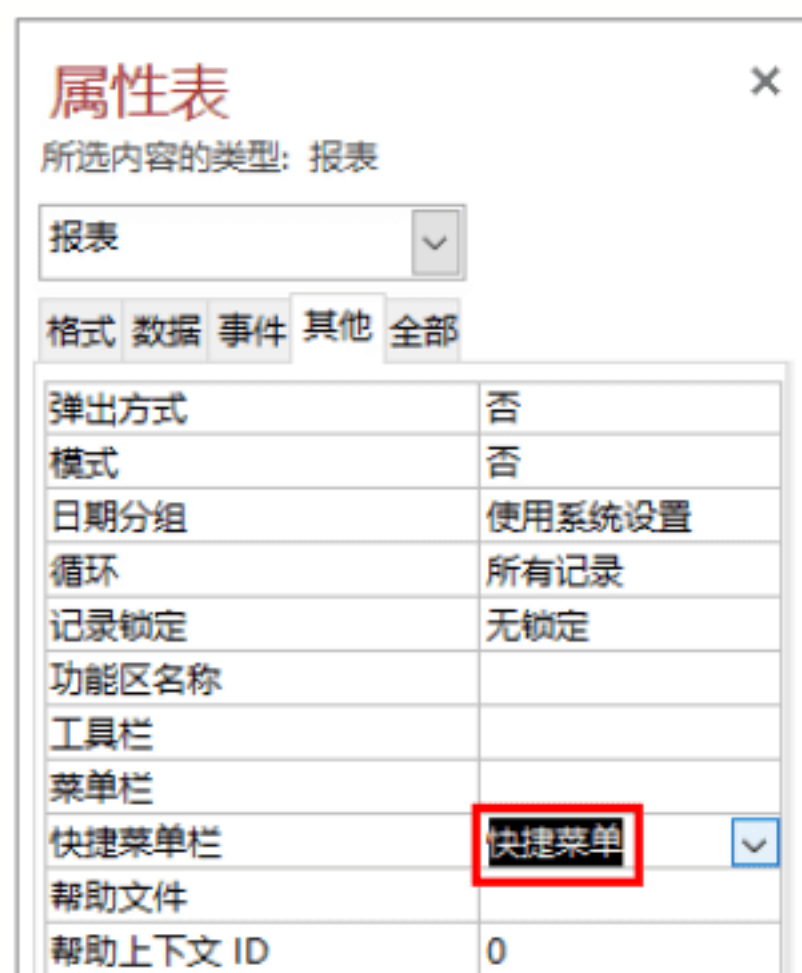 属性表
所选内容的类型: 报表
报表
格式 数据 事件 其他 全部
弹出方式 否
模式 否
日期分组 使用系统设置
循环 所有记录
记录锁定 无锁定
功能区名称
工具栏
菜单栏
快捷菜单栏 快捷菜单
帮助文件
帮助上下文 ID 0